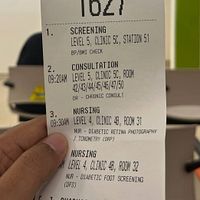 1627
1.
SCREENING
LEVEL 5, CLINIC 5C, STATION 51
BP/BMI CHECK
2.
CONSULTATION
09:20AM LEVEL 5, CLINIC 5C, ROOM
42/43/44/45/46/47/50
DR - CHRONIC CONSULT
3.
NURSING
09:30AM LEVEL 4, CLINIC 4B, ROOM 31
NUR - DIABETIC RETINA PHOTOGRAPHY
/ TONOMETRY (DRP)
NURSING
LEVEL 4, CLINIC 4B, ROOM 32
NUR - DIABETIC FOOT SCREENING
(DFS)